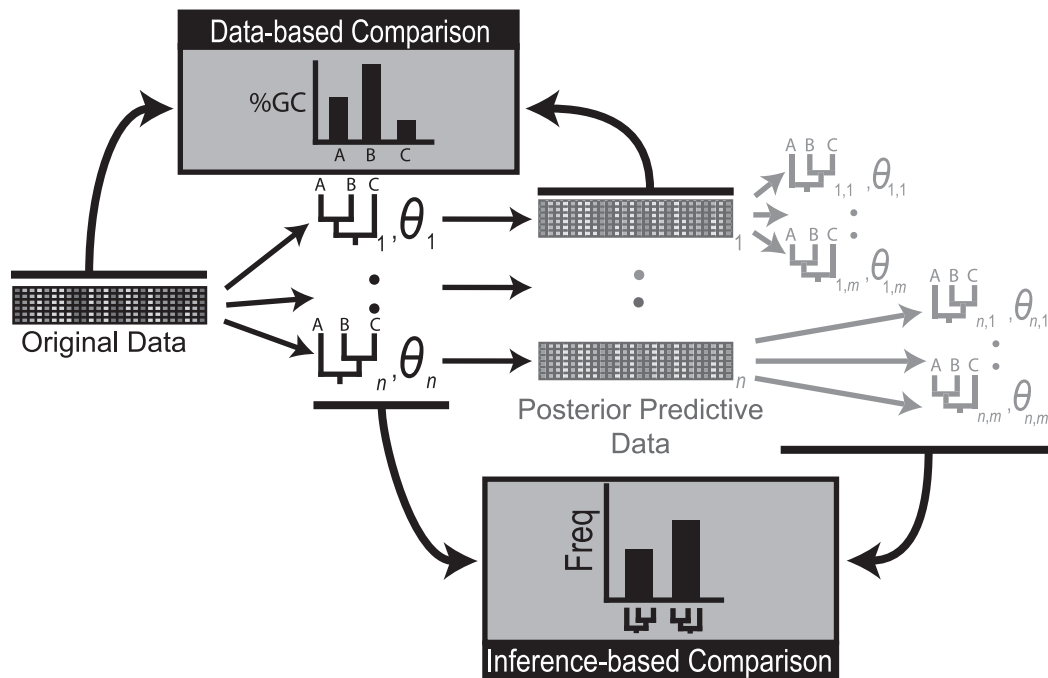 Data-based Comparison
%GC
A B C
A B C
1, θ1
Original Data
A B C
n, θn
1
n
Posterior Predictive
Data
A B C
1,1, θ1,1
A B C
1,m, θ1,m
A B C
n,1, θn,1
A B C
n,m, θn,m
Freq
Inference-based Comparison